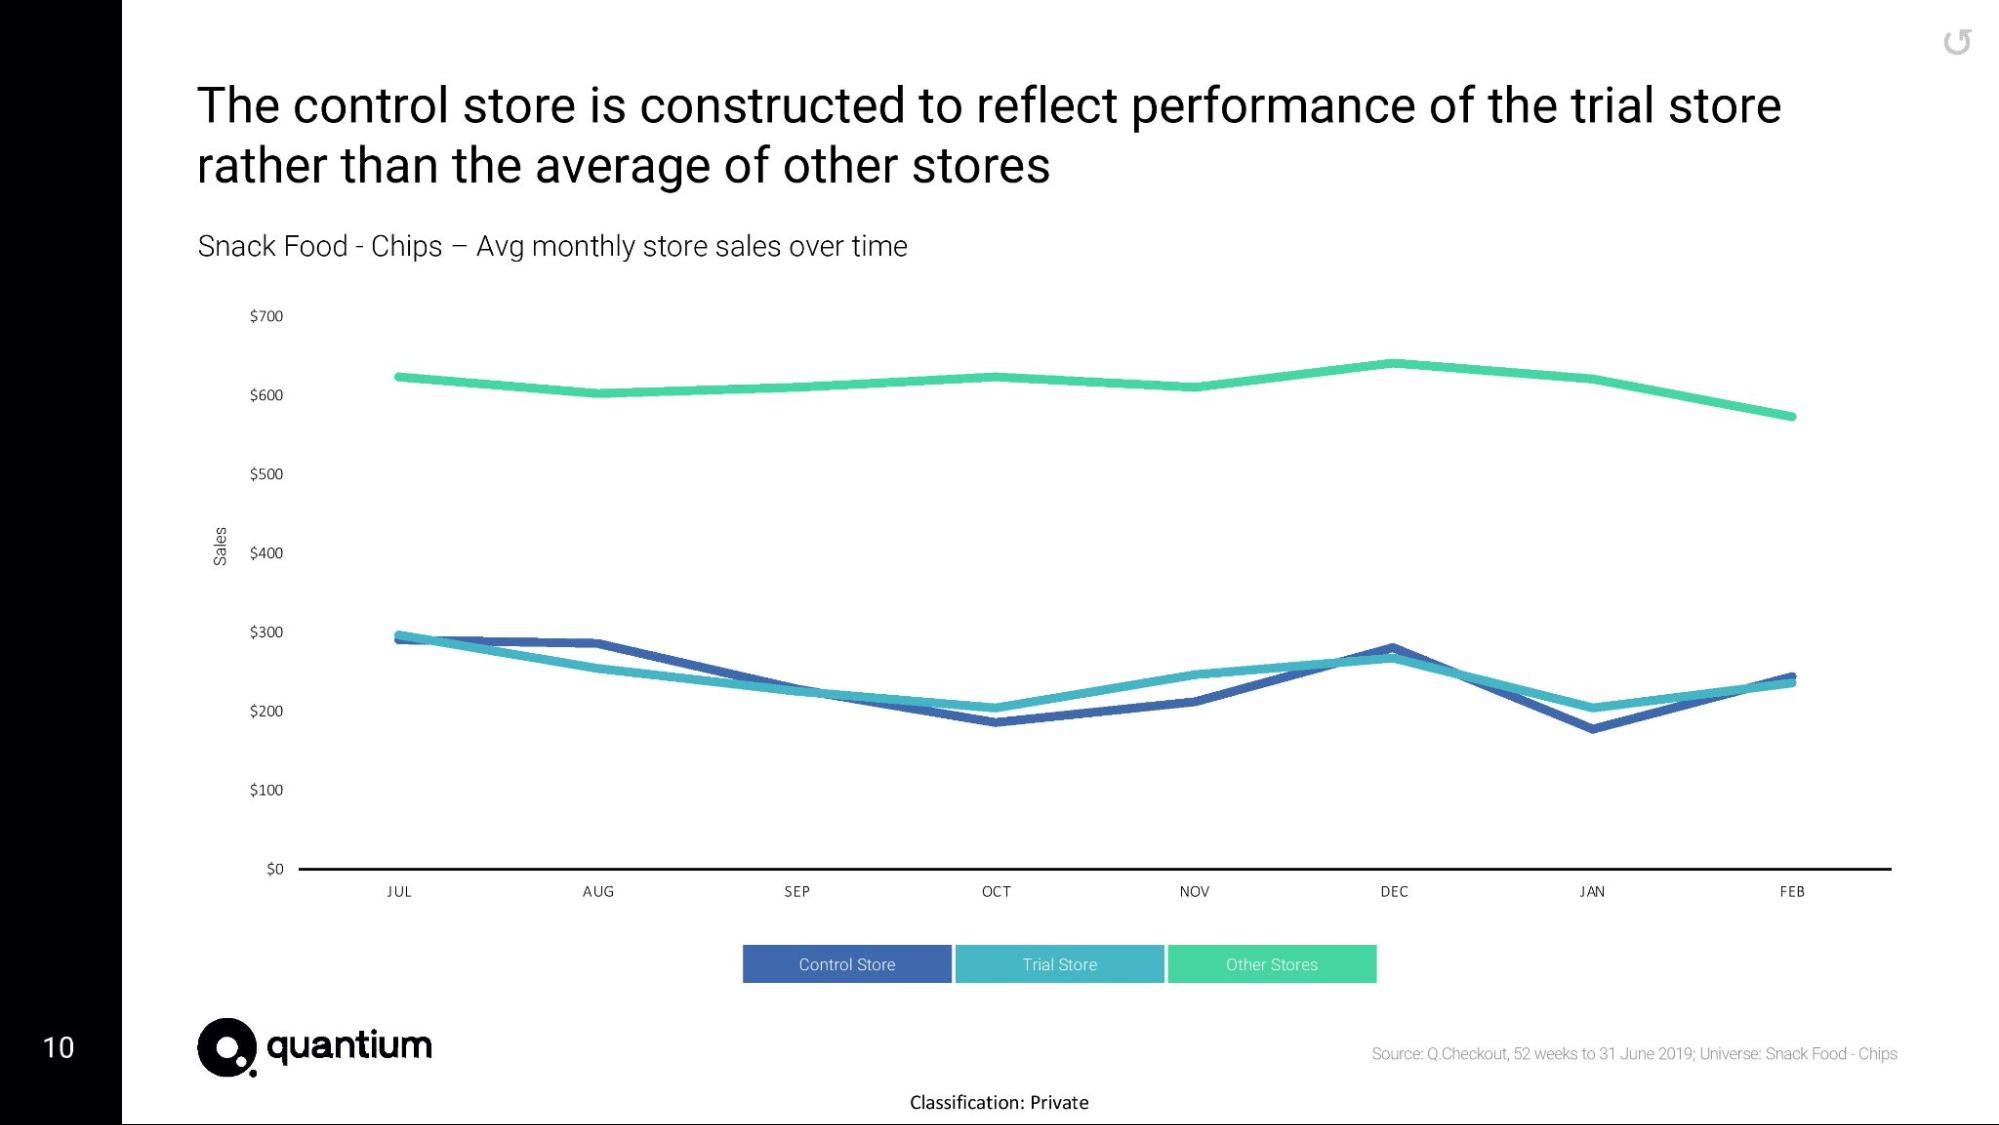 The control store is constructed to reflect performance of the trial store
rather than the average of other stores
Snack Food - Chips – Avg monthly store sales over time
$700
$600
$500
$400
$300
$200
$100
$0
Sales
JUL AUG SEP OCT NOV DEC JAN FEB
Control Store Trial Store Other Stores
10
quantium
Source: Q.Checkout, 52 weeks to 31 June 2019; Universe: Snack Food - Chips
Classification: Private